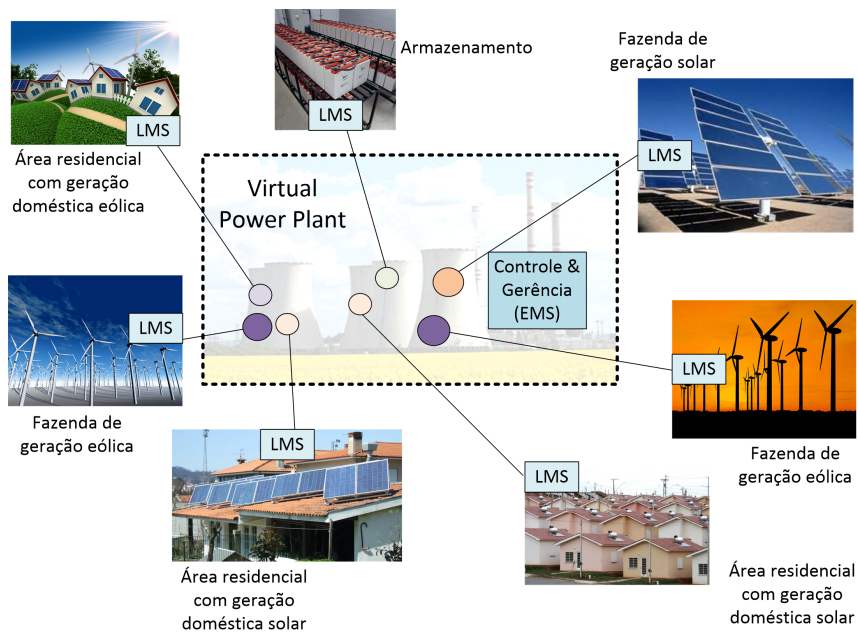 Armazenamento
Fazenda de
geração solar
LMS
LMS
LMS
Área residencial
com geração
doméstica eólica
Virtual
Power Plant
Controle &
Gerência
(EMS)
LMS
LMS
Fazenda de
geração eólica
LMS
Fazenda de
geração eólica
LMS
Área residencial
com geração
doméstica solar
Área residencial
com geração
doméstica solar